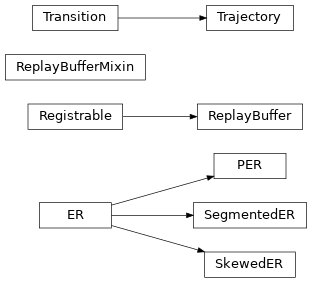 Transition
Trajectory
ReplayBufferMixin
Registrable
ReplayBuffer
PER
ER
SegmentedER
SkewedER